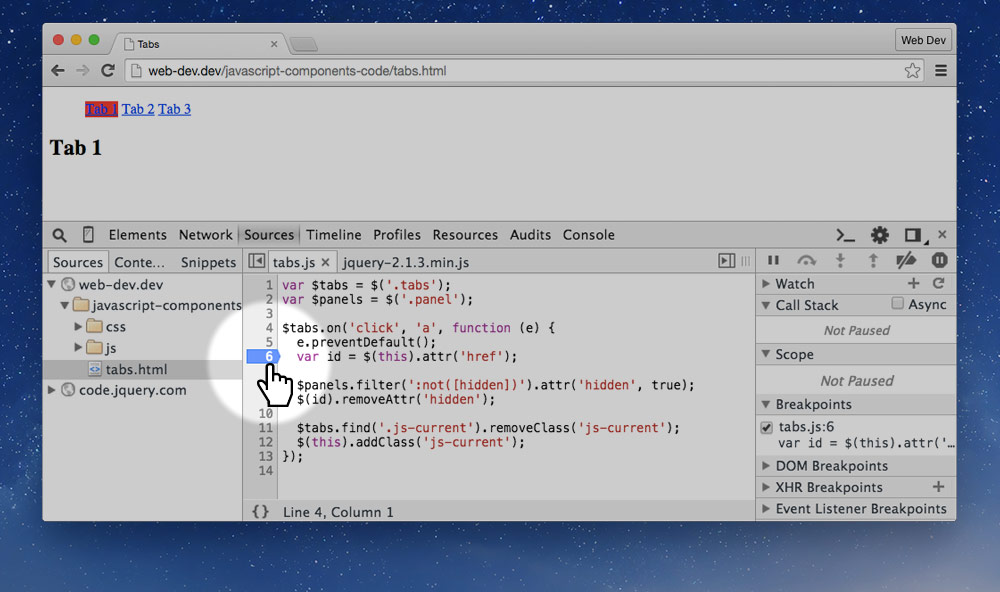 Tabs
Web Dev
web-dev.dev/javascript-components-code/tabs.html
Tab 1 Tab 2 Tab 3
Tab 1
Elements Network Sources Timeline Profiles Resources Audits Console
Sources Conte... Snippets
web-dev.dev
javascript-components
css
js
tabs.html
code.jquery.com
tabs.js jquery-2.1.3.min.js
1 var $tabs = $('.tabs');
2 var $panels = $('.panel');
3
4 $tabs.on('click', 'a', function (e) {
5 e.preventDefault();
6 var id = $(this).attr('href');
$panels.filter(':not([hidden])').attr('hidden', true);
$(id).removeAttr('hidden');
10
11 $tabs.find('.js-current').removeClass('js-current');
12 $(this).addClass('js-current');
13 });
14
{} Line 4, Column 1
Watch
Call Stack Async
Not Paused
Scope
Not Paused
Breakpoints
tabs.js:6
var id = $(this).attr('...
DOM Breakpoints
XHR Breakpoints
Event Listener Breakpoints